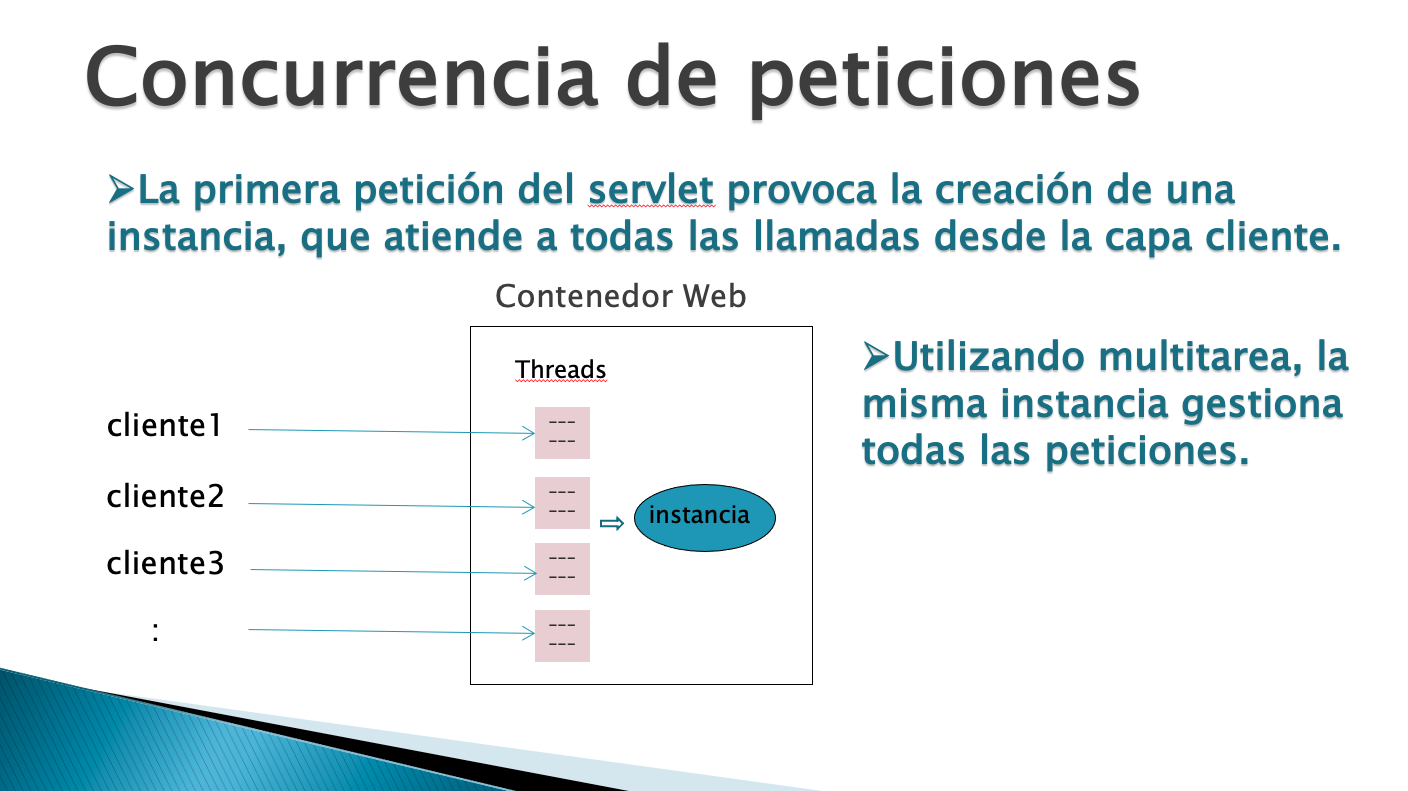 Concurrencia de peticiones
➢La primera petición del servlet provoca la creación de una
instancia, que atiende a todas las llamadas desde la capa cliente.
Contenedor Web
Threads
cliente1
---
---
cliente2
---
---
cliente3
---
---
:
---
---
⇨
instancia
➢Utilizando multitarea, la
misma instancia gestiona
todas las peticiones.